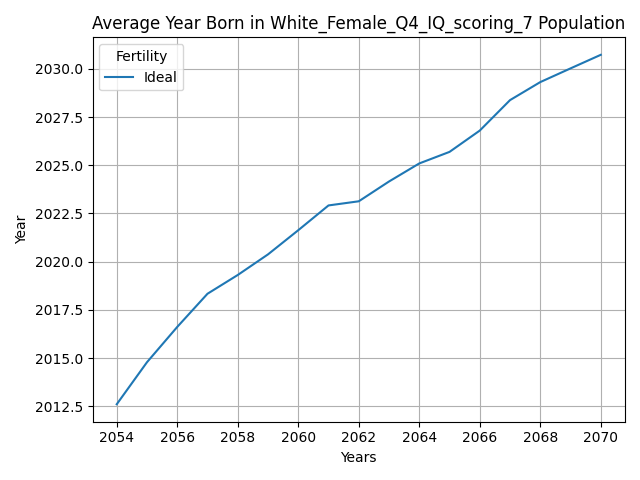 Average Year Born in White_Female_Q4_IQ_scoring_7 Population
Fertility
Ideal
2030.0
2027.5
2025.0
2022.5
2020.0
2017.5
2015.0
2012.5
Year
2054 2056 2058 2060 2062 2064 2066 2068 2070
Years